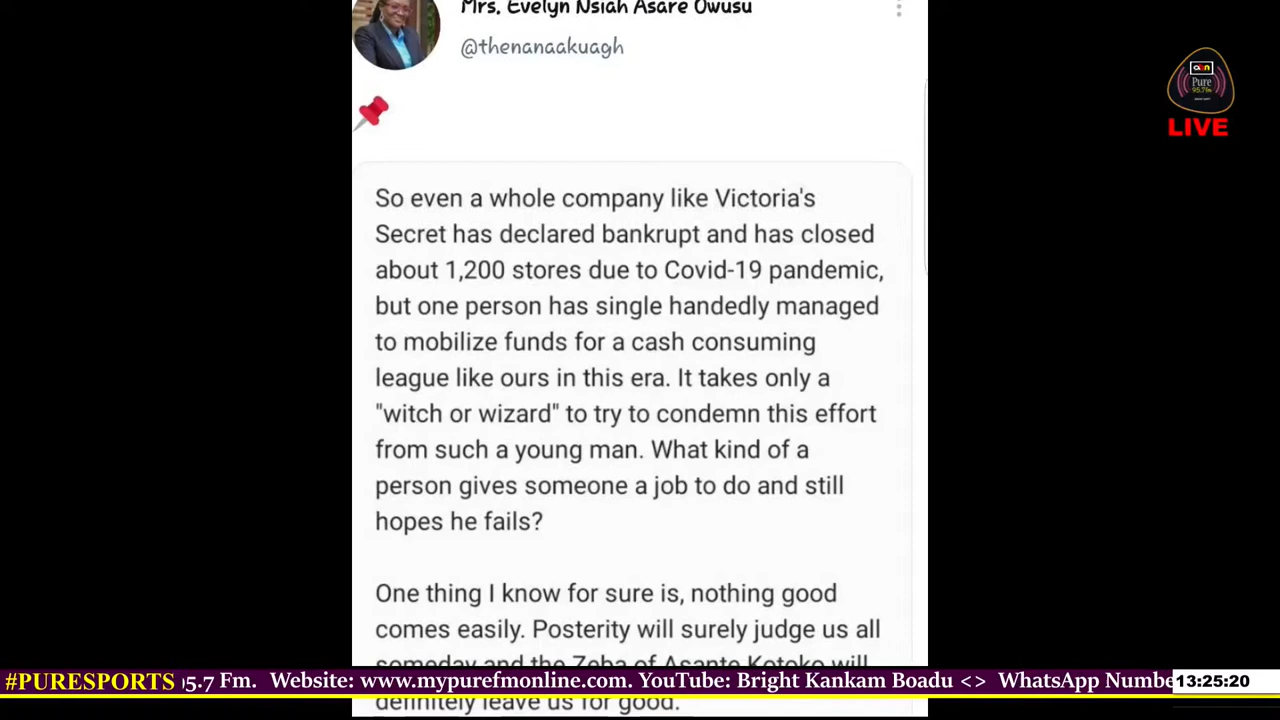 Mrs. Evelyn Nsiah Asare Owusu
@thenanaakuagh
abn
Pure
95.7fm
LIVE
So even a whole company like Victoria's
Secret has declared bankrupt and has closed
about 1,200 stores due to Covid-19 pandemic,
but one person has single handedly managed
to mobilize funds for a cash consuming
league like ours in this era. It takes only a
"witch or wizard" to try to condemn this effort
from such a young man. What kind of a
person gives someone a job to do and still
hopes he fails?
One thing I know for sure is, nothing good
comes easily. Posterity will surely judge us all
someday and the Zeba of Asante Kotoko will
definitely leave us for good.
#PURESPORTS 5.7 Fm. Website: www.mypurefmonline.com. YouTube: Bright Kankam Boadu <> WhatsApp Numbe 13:25:20